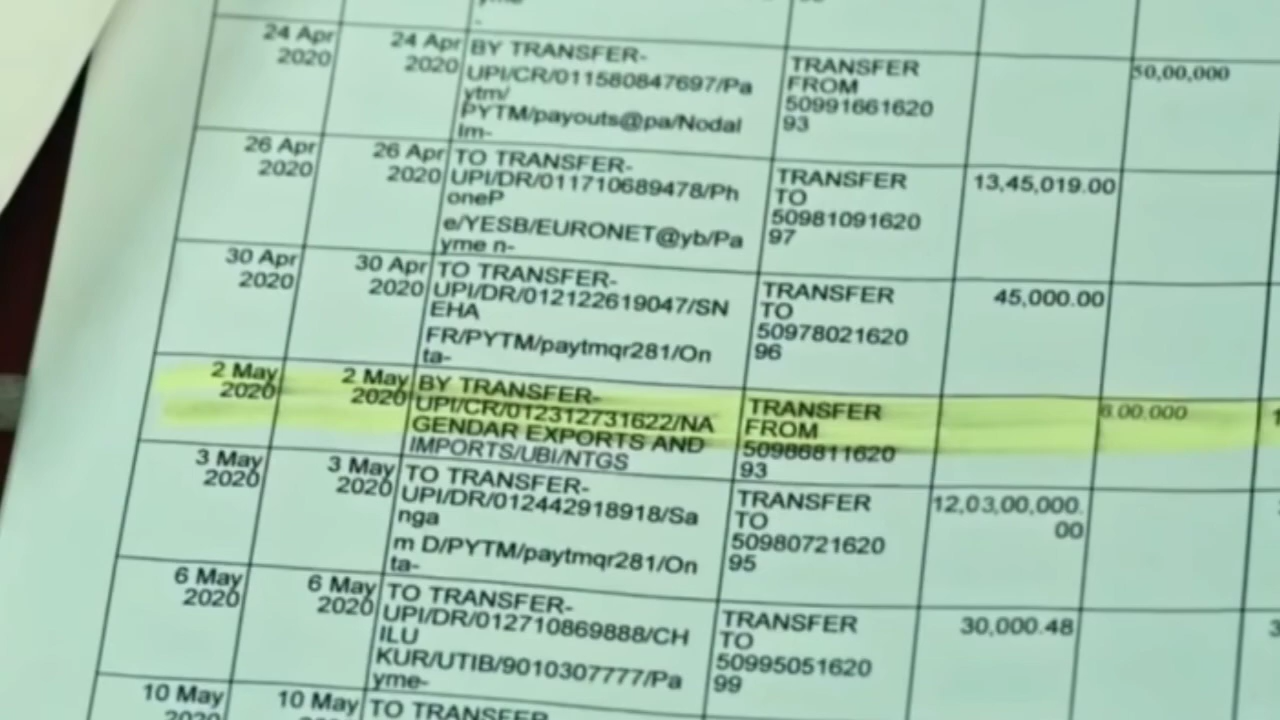 24 Apr 24 Apr BY TRANSFER- TRANSFER 50,00,000
2020 2020 UPI/CR/011580847697/Pa FROM
ytm/ 50991661620
PYTM/payouts@pa/Nodal 93
Im-
26 Apr 26 Apr TO TRANSFER- TRANSFER 13,45,019.00
2020 2020 UPI/DR/011710689478/Ph TO
oneP 50981091620
e/YESB/EURONET@yb/Pa 97
yme n-
30 Apr 30 Apr TO TRANSFER- TRANSFER 45,000.00
2020 2020 UPI/DR/012122619047/SN TO
EHA 50978021620
FR/PYTM/paytmqr281/On 96
ta-
2 May 2 May BY TRANSFER- TRANSFER 6.00.000
2020 2020 UPI/CR/012312731622/NA FROM
GENDAR EXPORTS AND 50986811620
IMPORTS/UBI/NTGS 93
3 May 3 May TO TRANSFER- TRANSFER 12,03,00,000.
2020 2020 UPI/DR/012442918918/Sa TO 00
nga 50980721620
m D/PYTM/paytmqr281/On 95
ta-
6 May 6 May TO TRANSFER- TRANSFER 30,000.48
2020 2020 UPI/DR/012710869888/CH TO
ILU 50995051620
KUR/UTIB/9010307777/Pa 99
yme-
10 May 10 May TO TRANSFER
2020